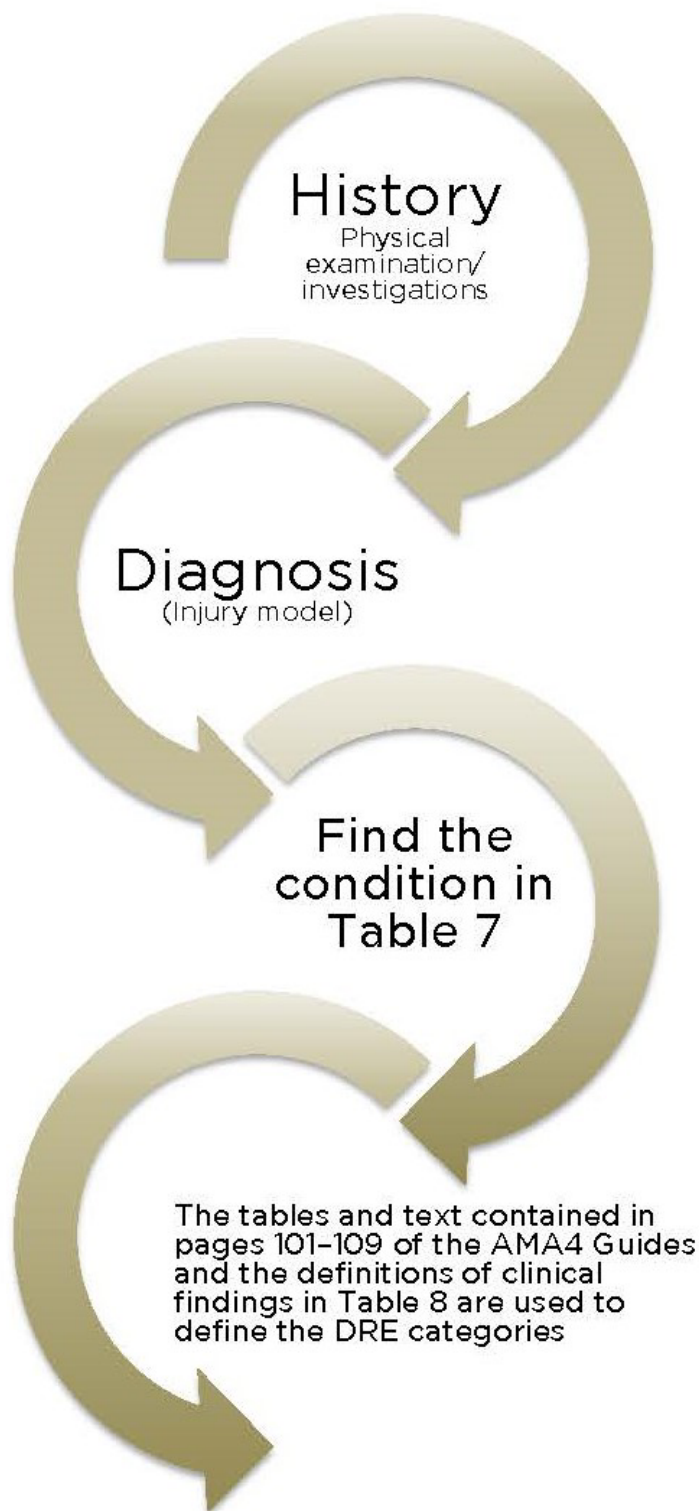 History
Physical
examination/
investigations
Diagnosis
(Injury model)
Find the
condition in
Table 7
The tables and text contained in
pages 101–109 of the AMA4 Guides
and the definitions of clinical
findings in Table 8 are used to
define the DRE categories